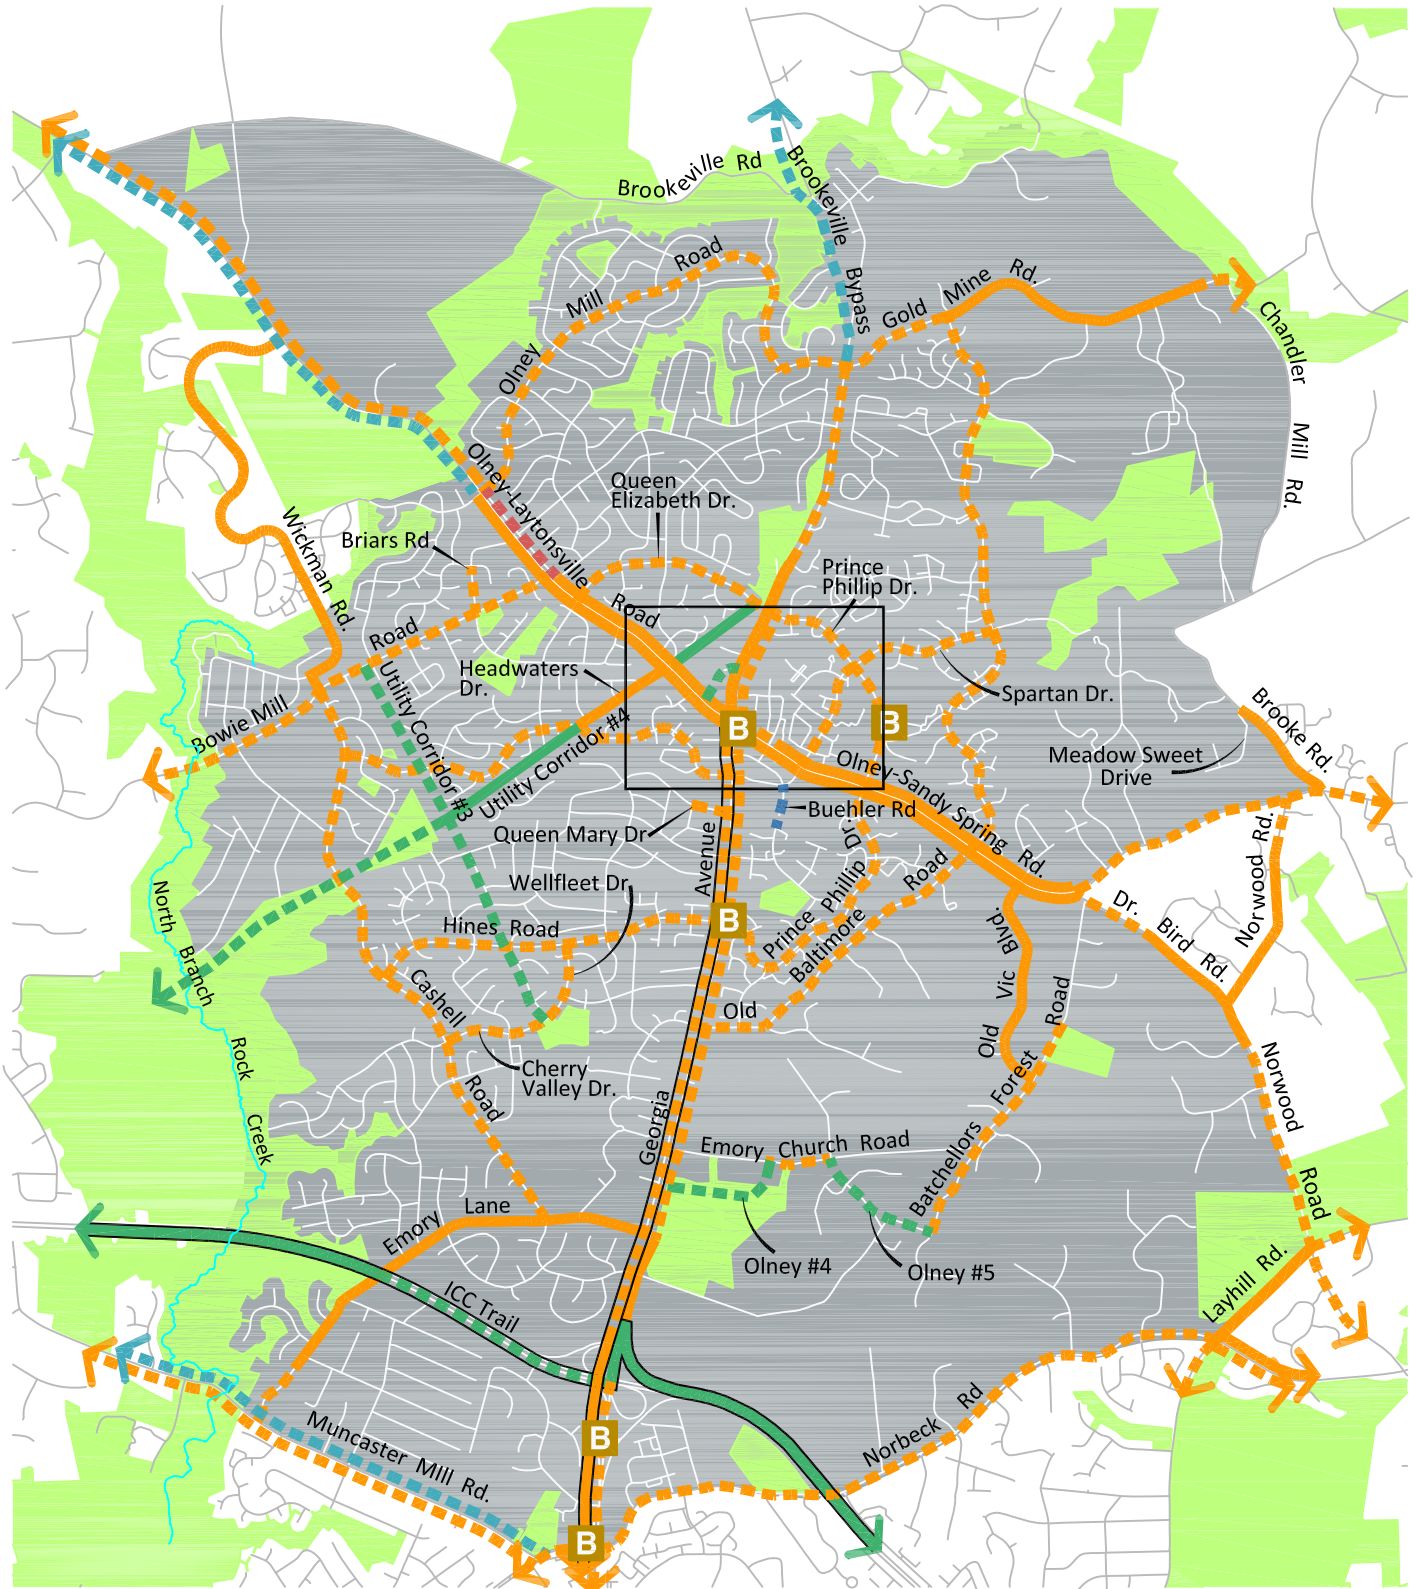 Brookeville Rd
Brookeville
Bypass
Gold Mine Rd.
Chandler
Mill Rd.
Olney Mill Road
Olney-Laytonsville
Road
Queen
Elizabeth Dr.
Briars Rd
Wickman Rd.
Prince
Phillip Dr.
Road
Bowie Mill
Headwaters
Dr.
Utility Corridor #3
Utility Corridor #4
Spartan Dr.
Brooke Rd.
Meadow Sweet
Drive
B
B
Olney-Sandy Spring Rd.
Buehler Rd
Queen Mary Dr
Avenue
Georgia
Wellfleet Dr
Prince Phillip Dr.
Old Baltimore Road
Norwood Rd.
Dr. Bird Rd.
Hines Road
B
North
Branch
Rock
Creek
Cashell
Road
Cherry
Valley Dr.
Old Vic Blvd.
Batchellors Forest Road
Norwood
Road
Emory Church Road
Olney #4
Olney #5
Emory Lane
ICC Trail
Layhill Rd.
Norbeck Rd
Muncaster MIll Rd.
B
B